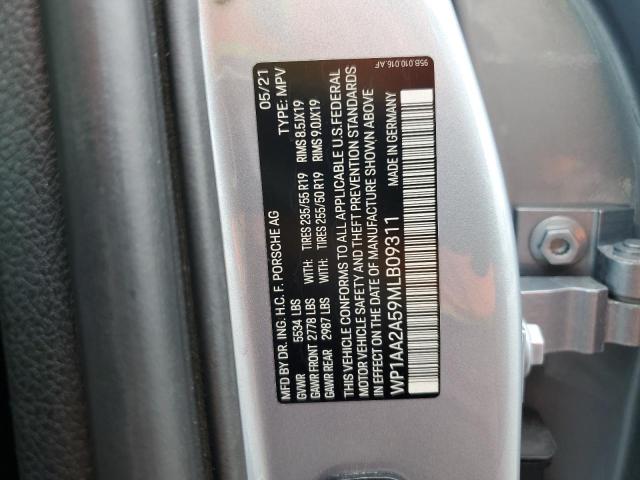 95B.010.016.AF
05/21
TYPE: MPV
MFD BY DR. ING. H.C. F. PORSCHE AG
GVWR 5534 LBS
GAWR FRONT 2778 LBS WITH: TIRES 235/55 R19 RIMS 8.5JX19
GAWR REAR 2987 LBS WITH: TIRES 255/50 R19 RIMS 9.0JX19
THIS VEHICLE CONFORMS TO ALL APPLICABLE U.S.FEDERAL
MOTOR VEHICLE SAFETY AND THEFT PREVENTION STANDARDS
IN EFFECT ON THE DATE OF MANUFACTURE SHOWN ABOVE
MADE IN GERMANY
WP1AA2A59MLB09311